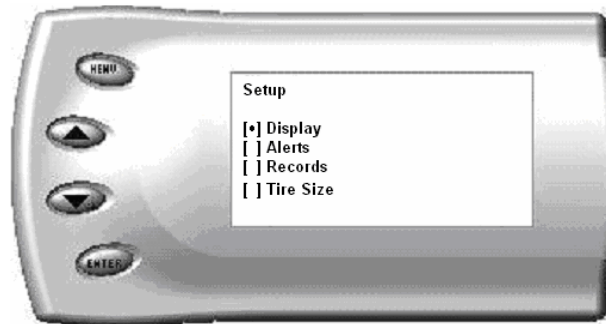 MENU
Setup
[•] Display
[ ] Alerts
[ ] Records
[ ] Tire Size
ENTER